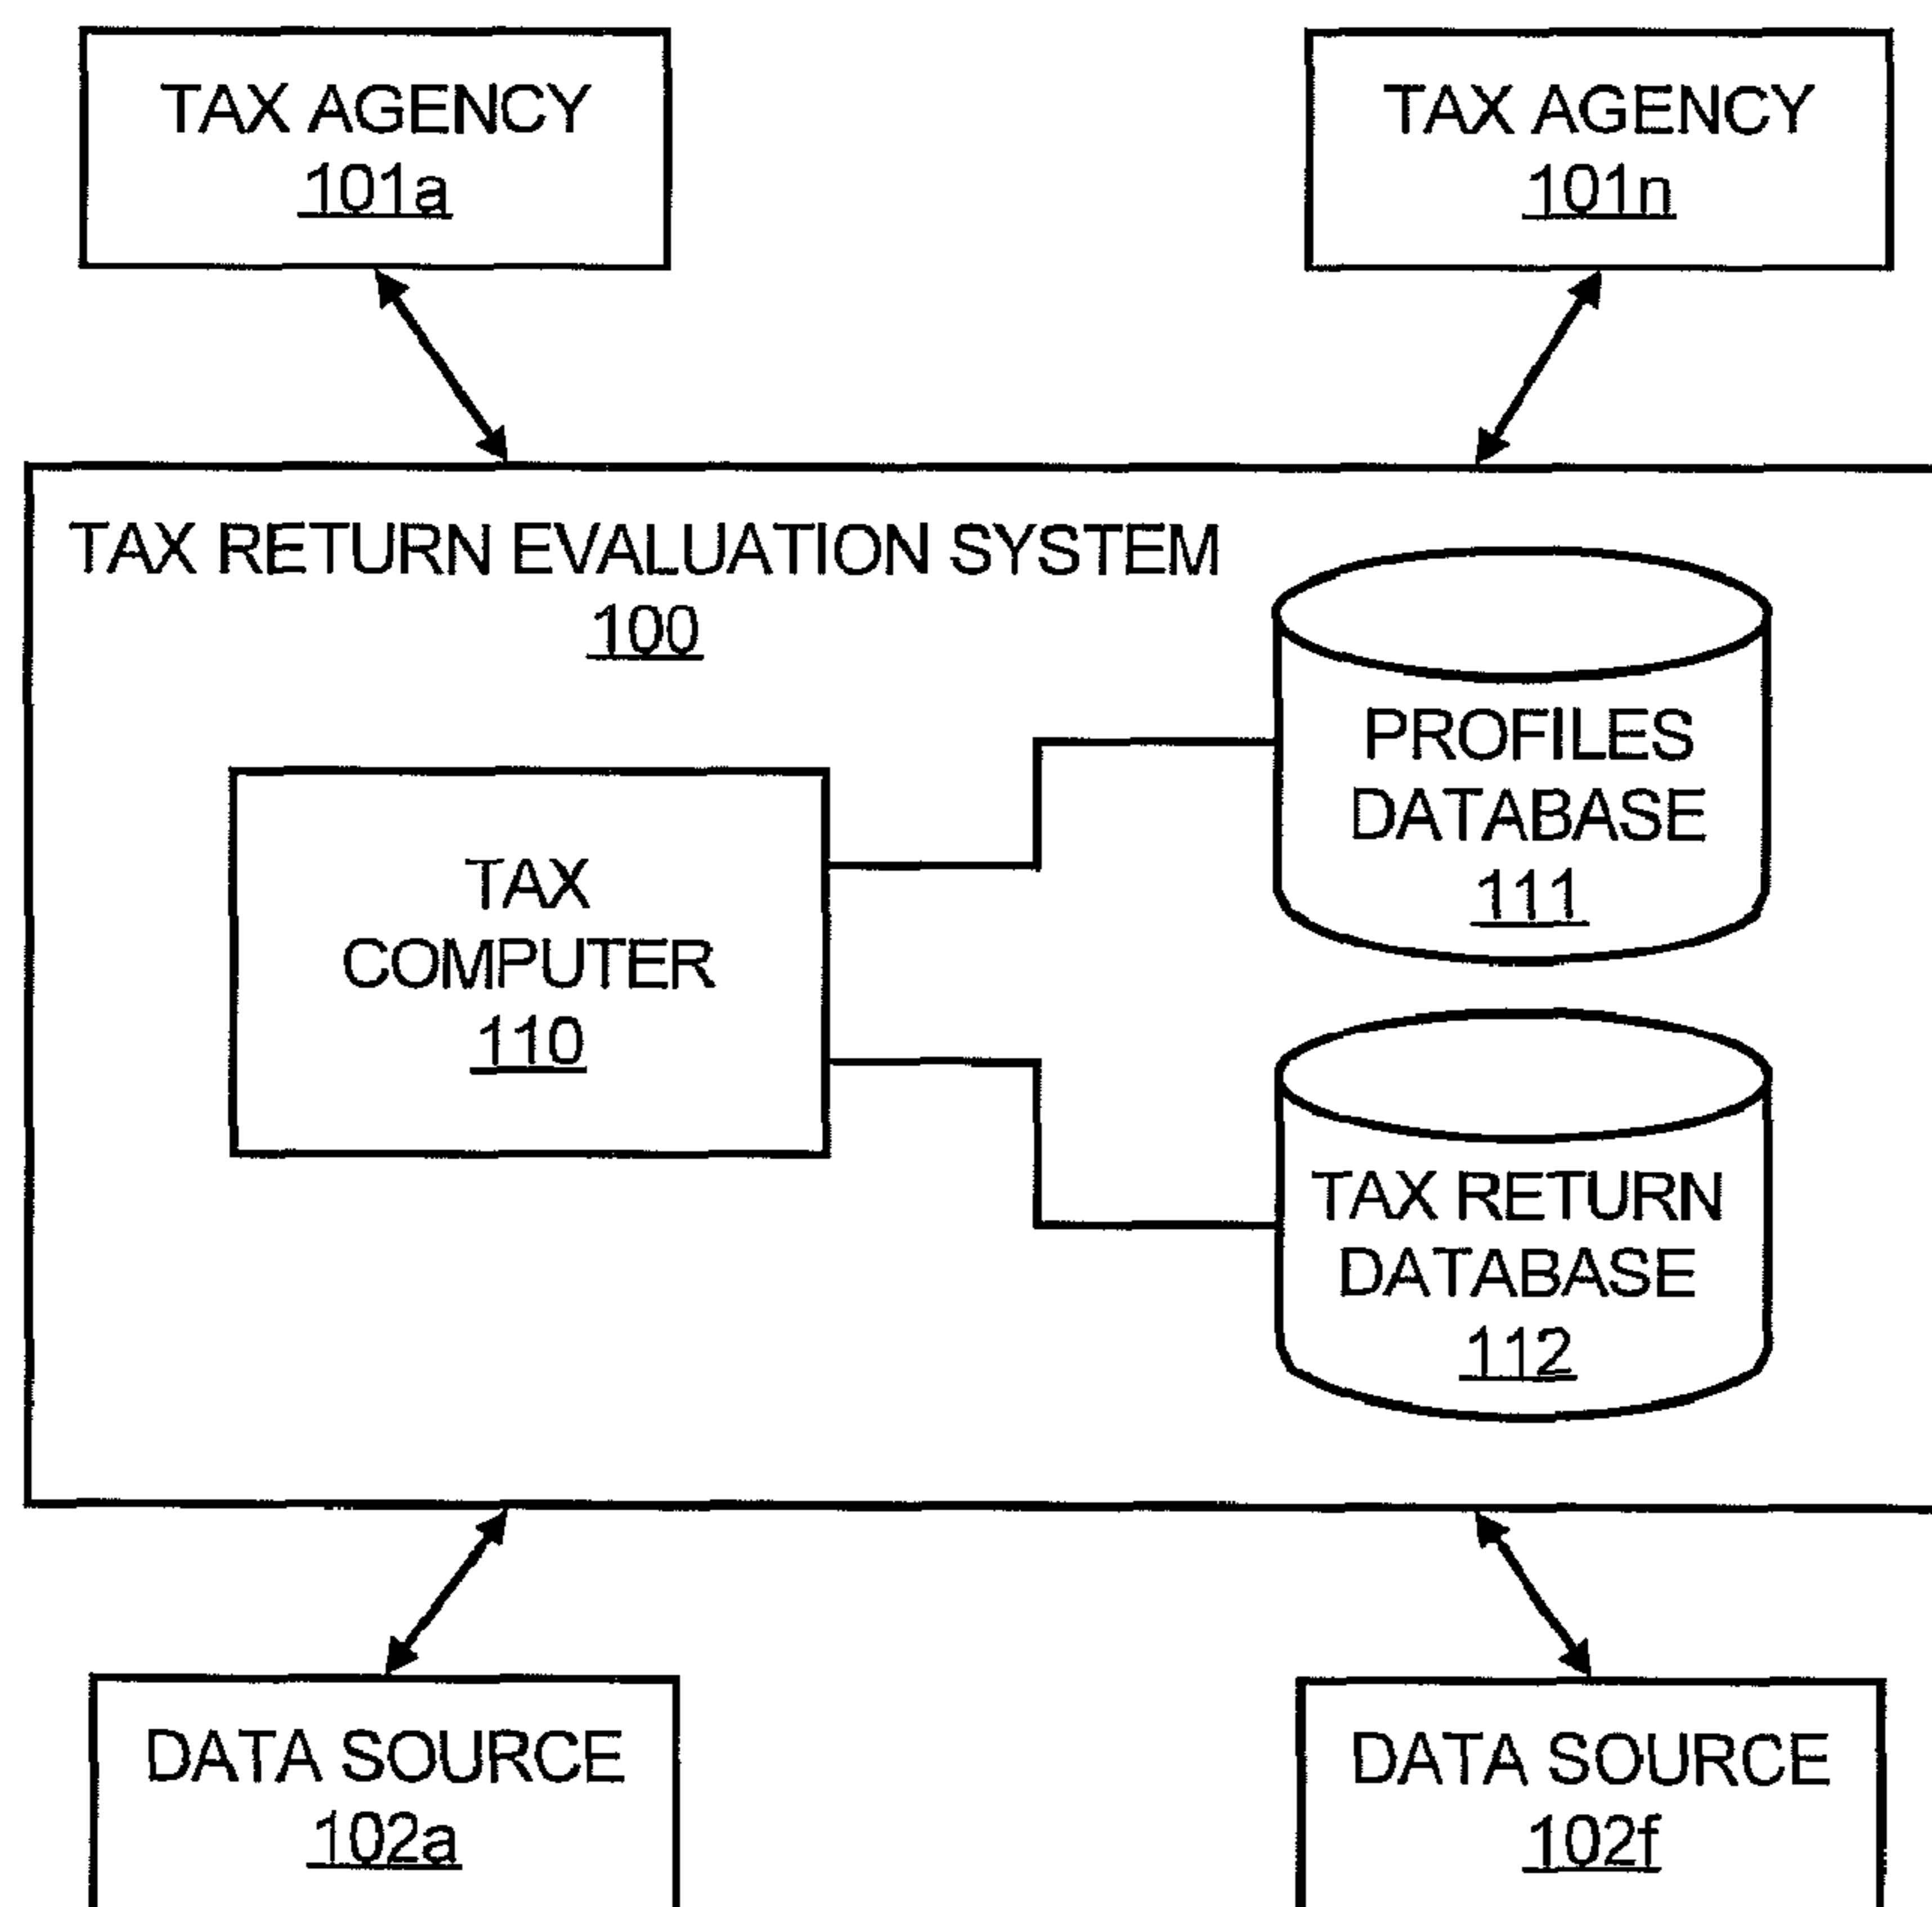 TAX AGENCY
101a
TAX AGENCY
101n
TAX RETURN EVALUATION SYSTEM
100
PROFILES
DATABASE
111
TAX
COMPUTER
110
TAX RETURN
DATABASE
112
DATA SOURCE
102a
DATA SOURCE
102f